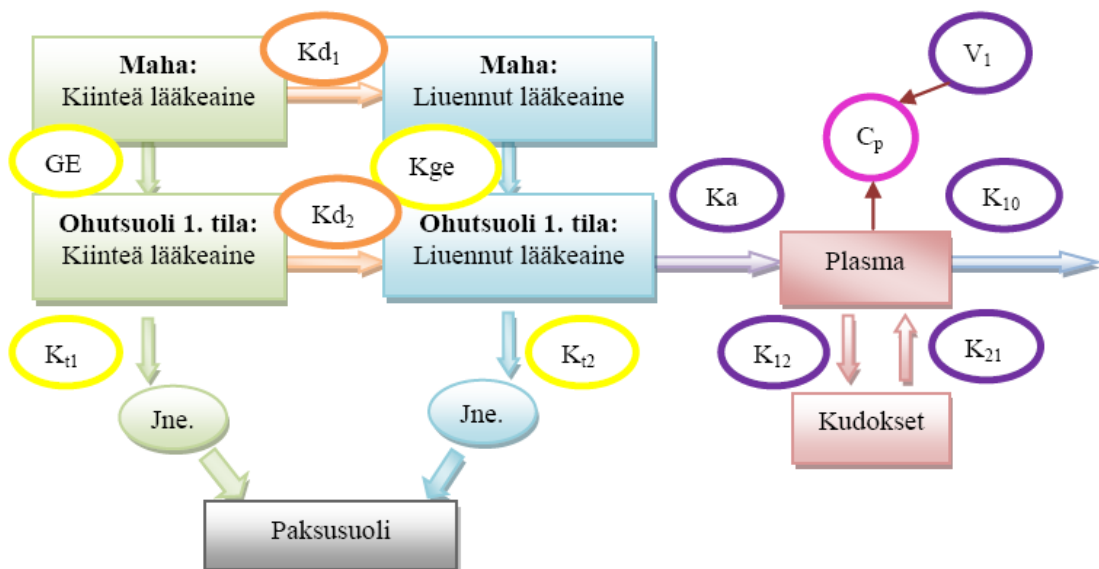 Maha:
Kiinteä lääkeaine
Kd₁
Maha:
Liuennut lääkeaine
V₁
Cₚ
GE
Kge
Ohutsuoli 1. tila:
Kiinteä lääkeaine
Kd₂
Ohutsuoli 1. tila:
Liuennut lääkeaine
Ka
Plasma
K₁₀
Kₜ₁
Kₜ₂
K₁₂
K₂₁
Jne.
Jne.
Kudokset
Paksusuoli